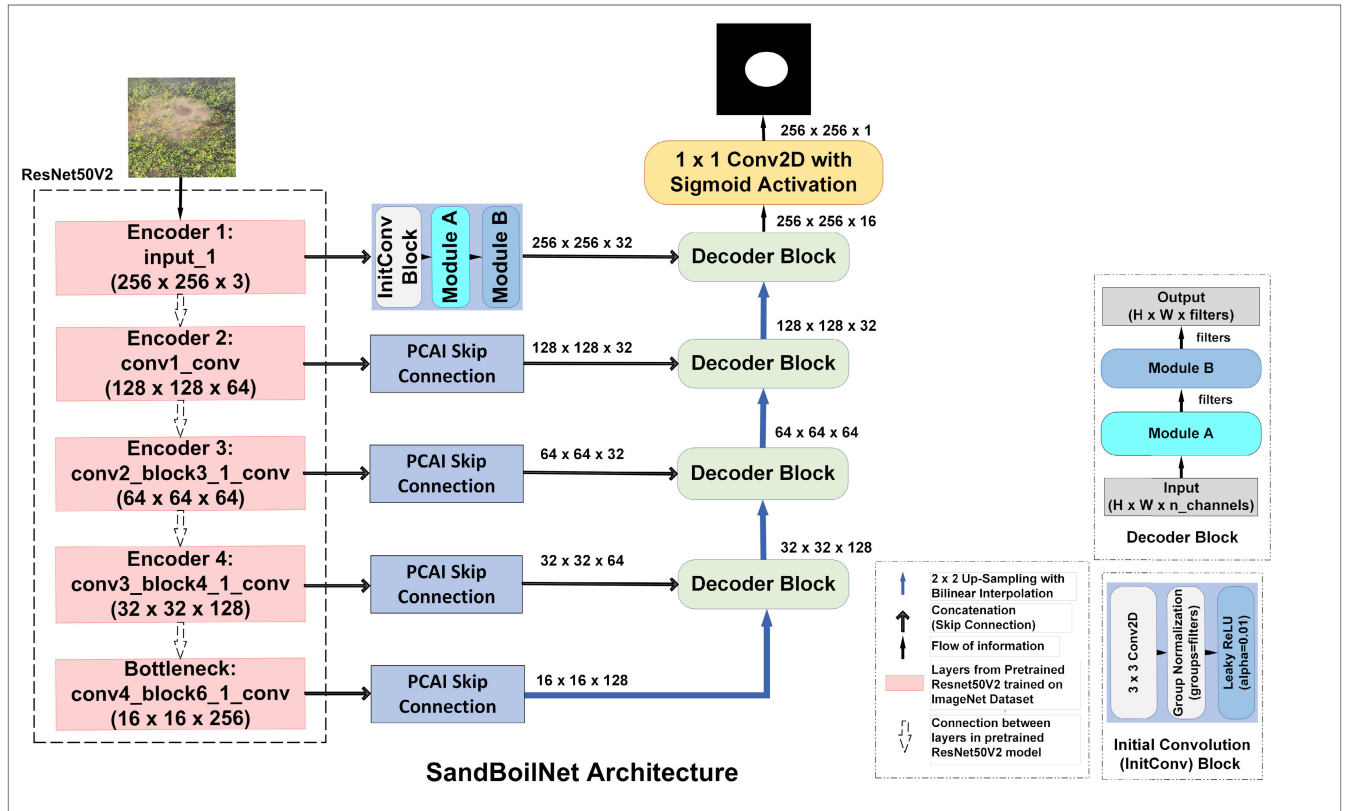 ResNet50V2
Encoder 1:
input_1
(256 x 256 x 3)
Encoder 2:
conv1_conv
(128 x 128 x 64)
Encoder 3:
conv2_block3_1_conv
(64 x 64 x 64)
Encoder 4:
conv3_block4_1_conv
(32 x 32 x 128)
Bottleneck:
conv4_block6_1_conv
(16 x 16 x 256)
InitConv
Block
Module A
Module B
256 x 256 x 32
PCAI Skip
Connection
128 x 128 x 32
PCAI Skip
Connection
64 x 64 x 32
PCAI Skip
Connection
32 x 32 x 64
PCAI Skip
Connection
16 x 16 x 128
256 x 256 x 1
1 x 1 Conv2D with
Sigmoid Activation
256 x 256 x 16
Decoder Block
128 x 128 x 32
Decoder Block
64 x 64 x 64
Decoder Block
32 x 32 x 128
Decoder Block
Output
(H x W x filters)
filters
Module B
filters
Module A
Input
(H x W x n_channels)
Decoder Block
2 x 2 Up-Sampling with
Bilinear Interpolation
Concatenation
(Skip Connection)
Flow of information
Layers from Pretrained
Resnet50V2 trained on
ImageNet Dataset
Connection between
layers in pretrained
ResNet50V2 model
3 x 3 Conv2D
Group Normalization
(groups=filters)
Leaky ReLU
(alpha=0.01)
Initial Convolution
(InitConv) Block
SandBoilNet Architecture